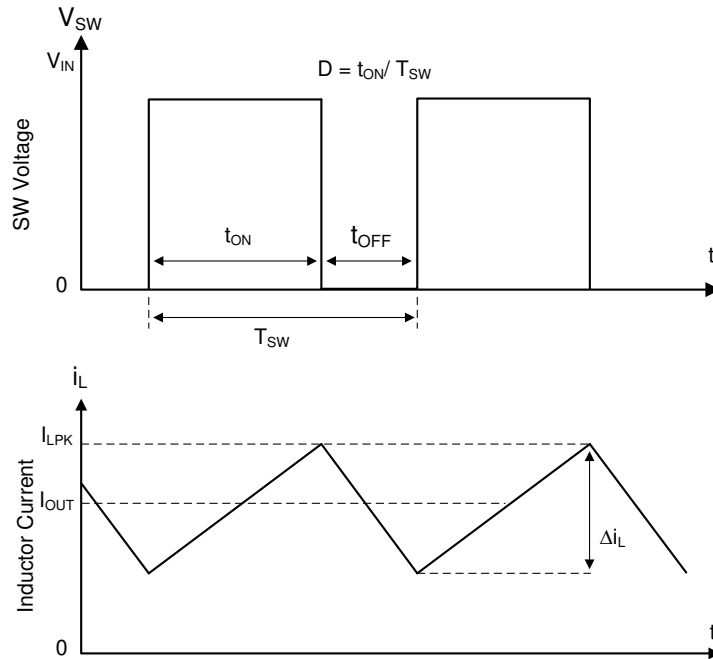 V_SW
V_IN
D = t_ON/ T_SW
SW Voltage
t_ON
t_OFF
t
0
T_SW
i_L
I_LPK
I_OUT
Δi_L
Inductor Current
0
t